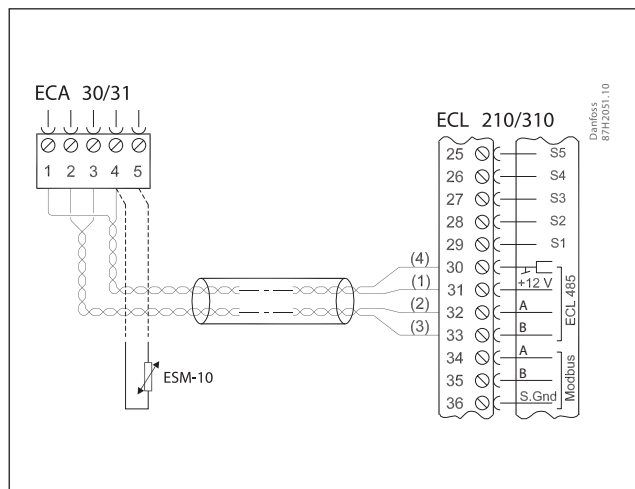 ECA 30/31
1 2 3 4 5
ESM-10
ECL 210/310
Danfoss
87H2051.10
25 S5
26 S4
27 S3
28 S2
29 S1
(4) 30
(1) 31 +12 V
(2) 32 A
(3) 33 B
ECL 485
34 A
35 B
36 S.Gnd
Modbus